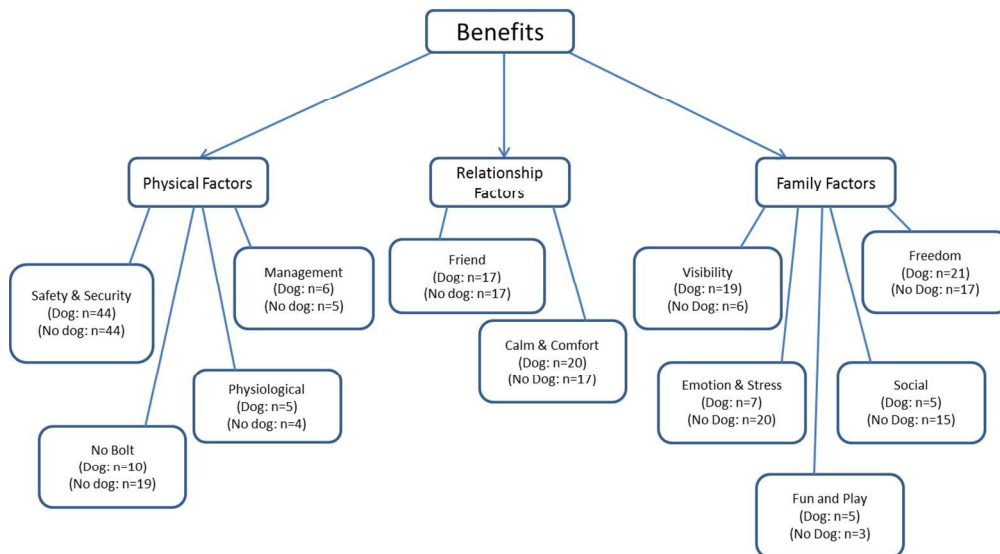 Benefits
Physical Factors
Relationship
Factors
Family Factors
Safety & Security
(Dog: n=44)
(No dog: n=44)
No Bolt
(Dog: n=10)
(No dog: n=19)
Physiological
(Dog: n=5)
(No dog: n=4)
Management
(Dog: n=6)
(No dog: n=5)
Friend
(Dog: n=17)
(No dog: n=17)
Calm & Comfort
(Dog: n=20)
(No Dog: n=17)
Visibility
(Dog: n=19)
(No Dog: n=6)
Emotion & Stress
(Dog: n=7)
(No Dog: n=20)
Fun and Play
(Dog: n=5)
(No Dog: n=3)
Social
(Dog: n=5)
(No Dog: n=15)
Freedom
(Dog: n=21)
(No Dog: n=17)